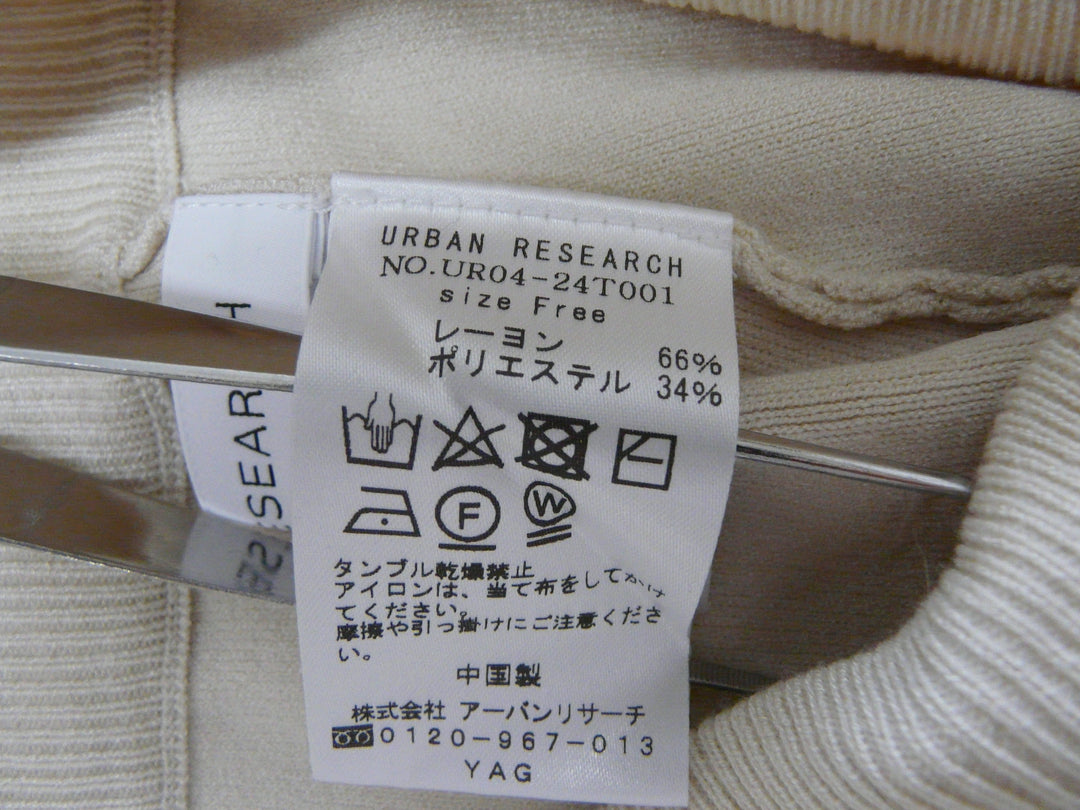 URBAN RESEARCH
NO.UR04-24T001
size Free
レーヨン 66%
ポリエステル 34%
F
W
タンブル乾燥禁止
アイロンは、当て布をしてかけ
てください。
摩擦や引っ掛けにご注意くださ
い。
中国製
株式会社 アーバンリサーチ
0120-967-013
YAG